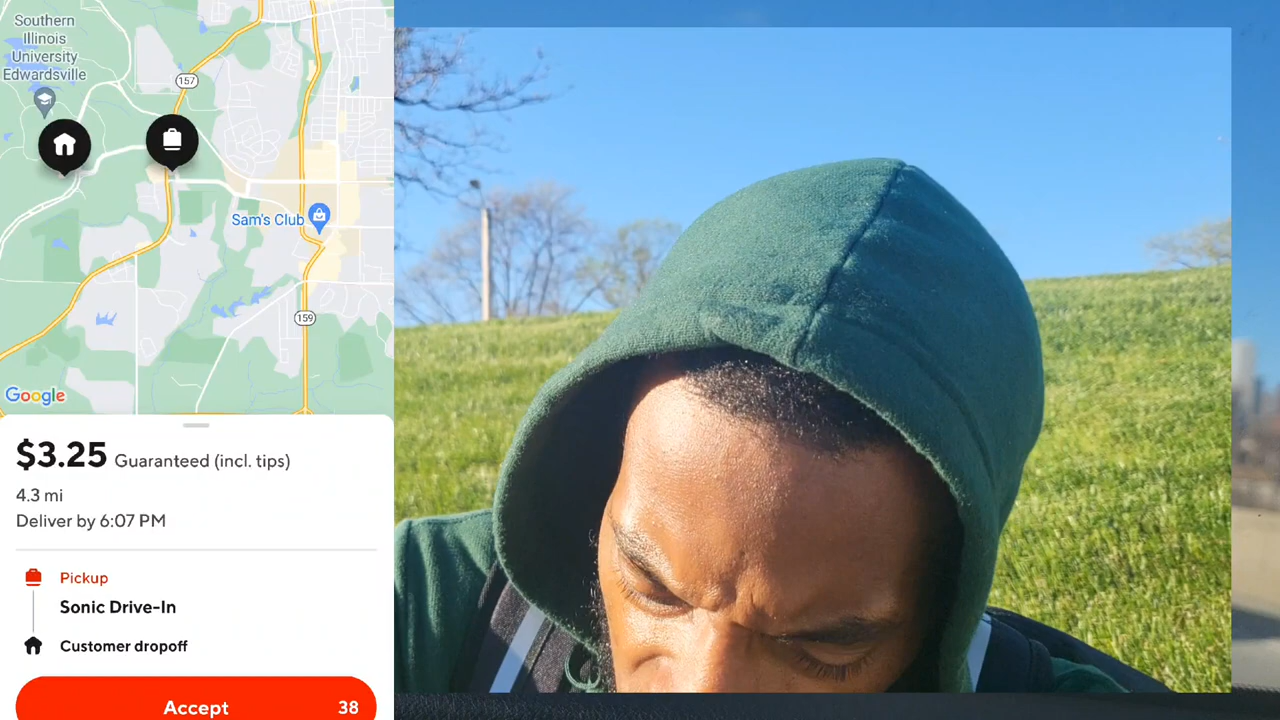 Southern
Illinois
University
Edwardsville
157
Sam's Club
159
Google
$3.25 Guaranteed (incl. tips)
4.3 mi
Deliver by 6:07 PM
Pickup
Sonic Drive-In
Customer dropoff
Accept 38